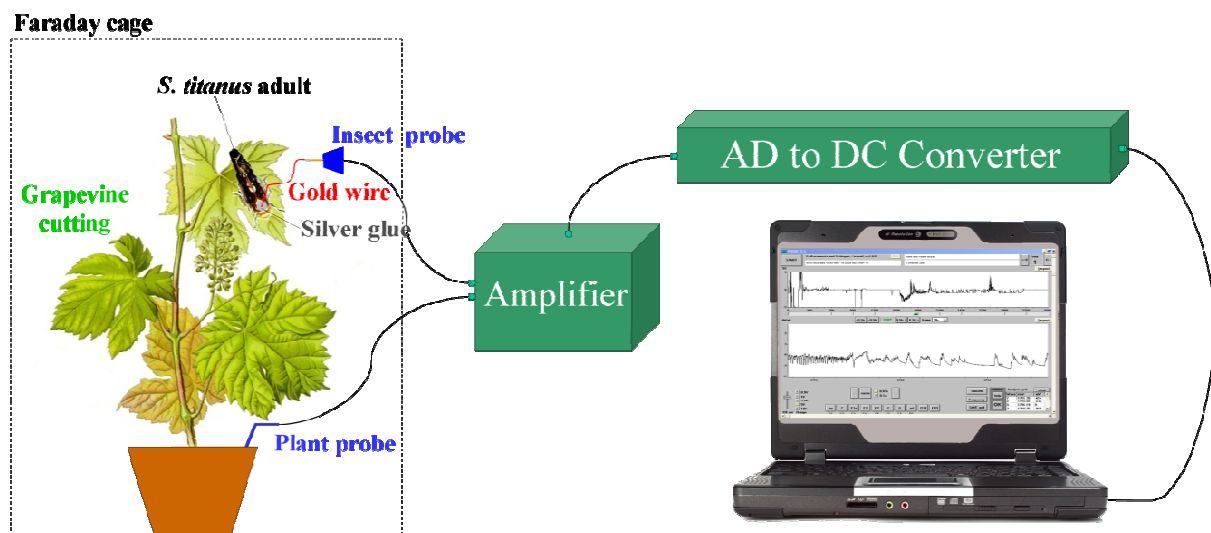 Faraday cage
S. titanus adult
Insect probe
Gold wire
Silver glue
Grapevine
cutting
Plant probe
Amplifier
AD to DC Converter